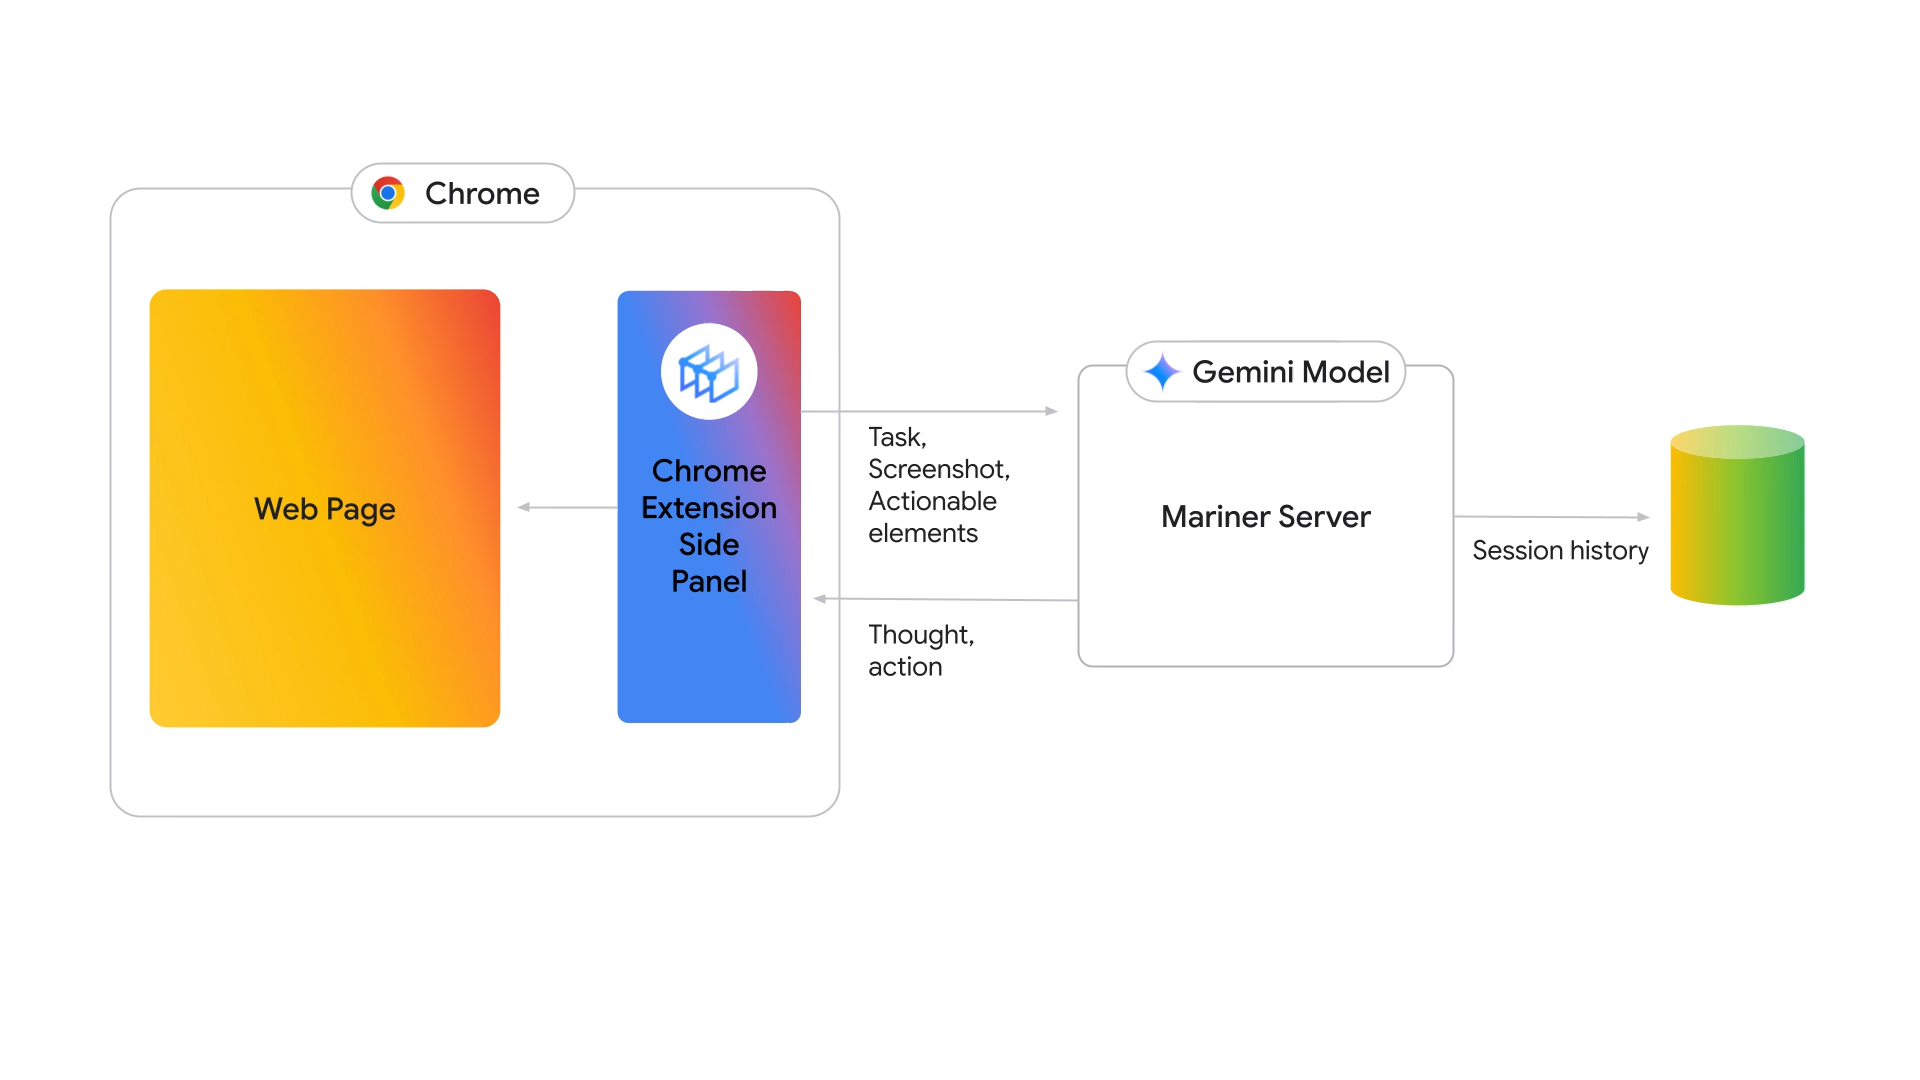 Chrome
Web Page
Chrome
Extension
Side
Panel
Task,
Screenshot,
Actionable
elements
Thought,
action
Gemini Model
Mariner Server
Session history